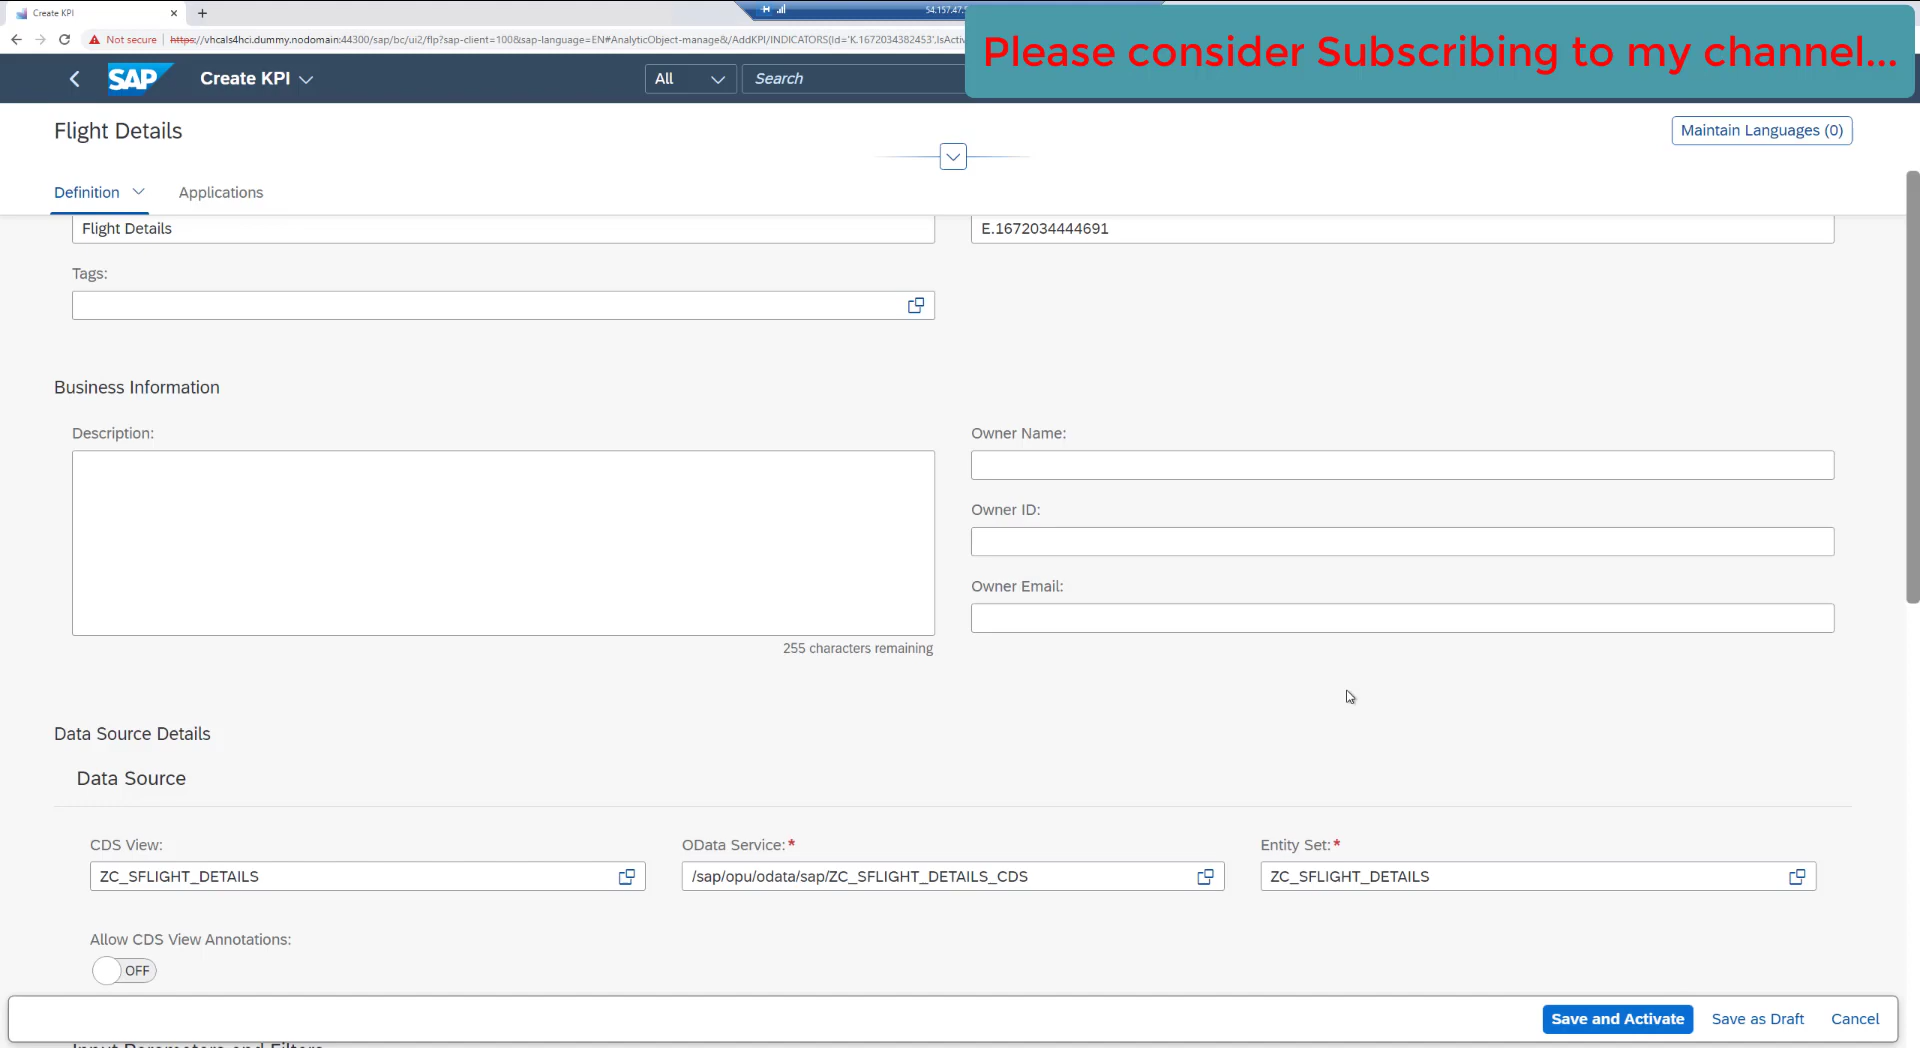 Create KPI
54.157.47.
Not secure
https://vhcals4hci.dummy.nodomain:44300/sap/bc/ui2/flp?sap-client=100&sap-language=EN#AnalyticObject-manage&/AddKPI/INDICATORS(Id='K.1672034382453',IsActiv
Please consider Subscribing to my channel...
SAP
Create KPI
All
Search
Flight Details
Maintain Languages (0)
Definition
Applications
Flight Details
E.1672034444691
Tags:
Business Information
Description:
Owner Name:
Owner ID:
Owner Email:
255 characters remaining
Data Source Details
Data Source
CDS View:
OData Service:*
Entity Set:*
ZC_SFLIGHT_DETAILS
/sap/opu/odata/sap/ZC_SFLIGHT_DETAILS_CDS
ZC_SFLIGHT_DETAILS
Allow CDS View Annotations:
OFF
Save and Activate
Save as Draft
Cancel
Input Parameters and Filters